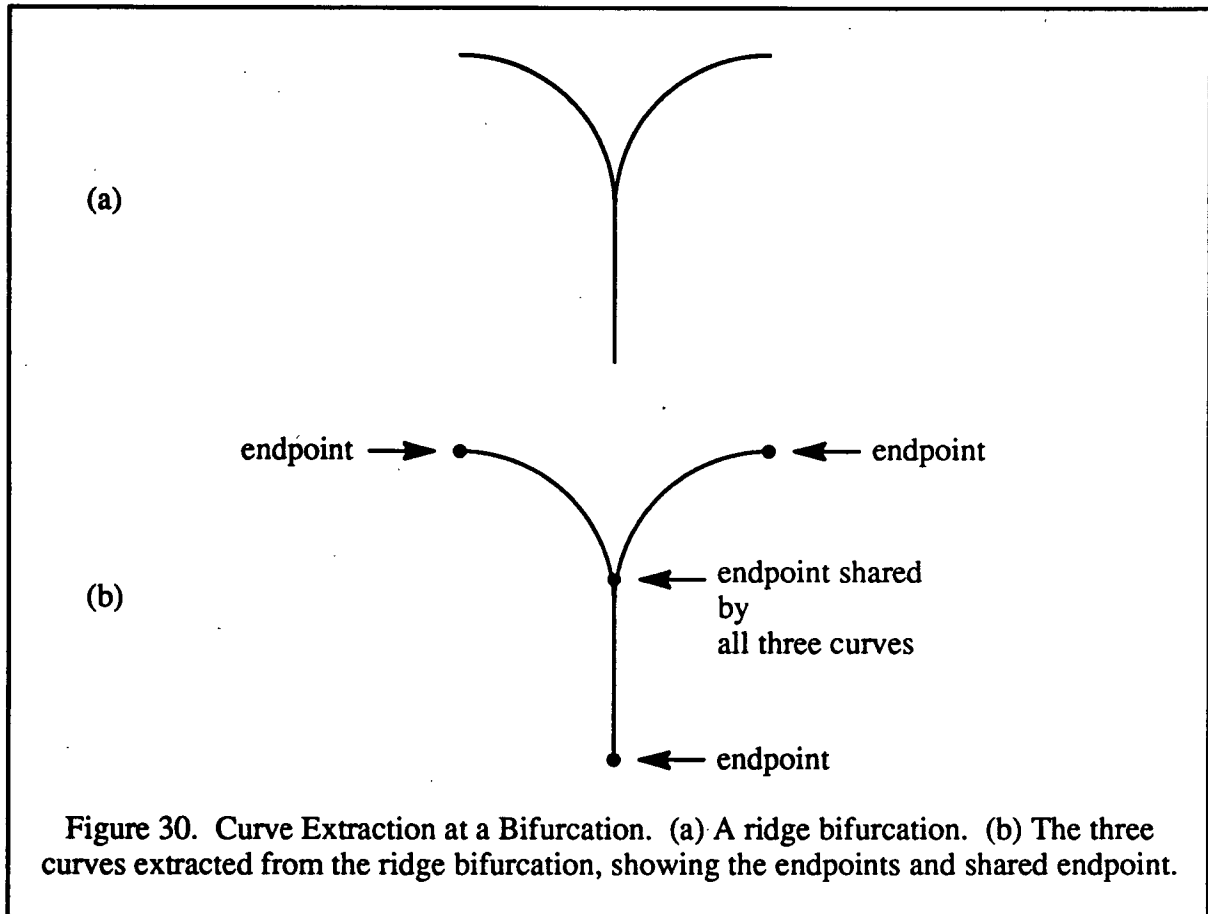 (a)
endpoint
endpoint
endpoint shared
by
all three curves
(b)
endpoint
Figure 30. Curve Extraction at a Bifurcation. (a) A ridge bifurcation. (b) The three
curves extracted from the ridge bifurcation, showing the endpoints and shared endpoint.